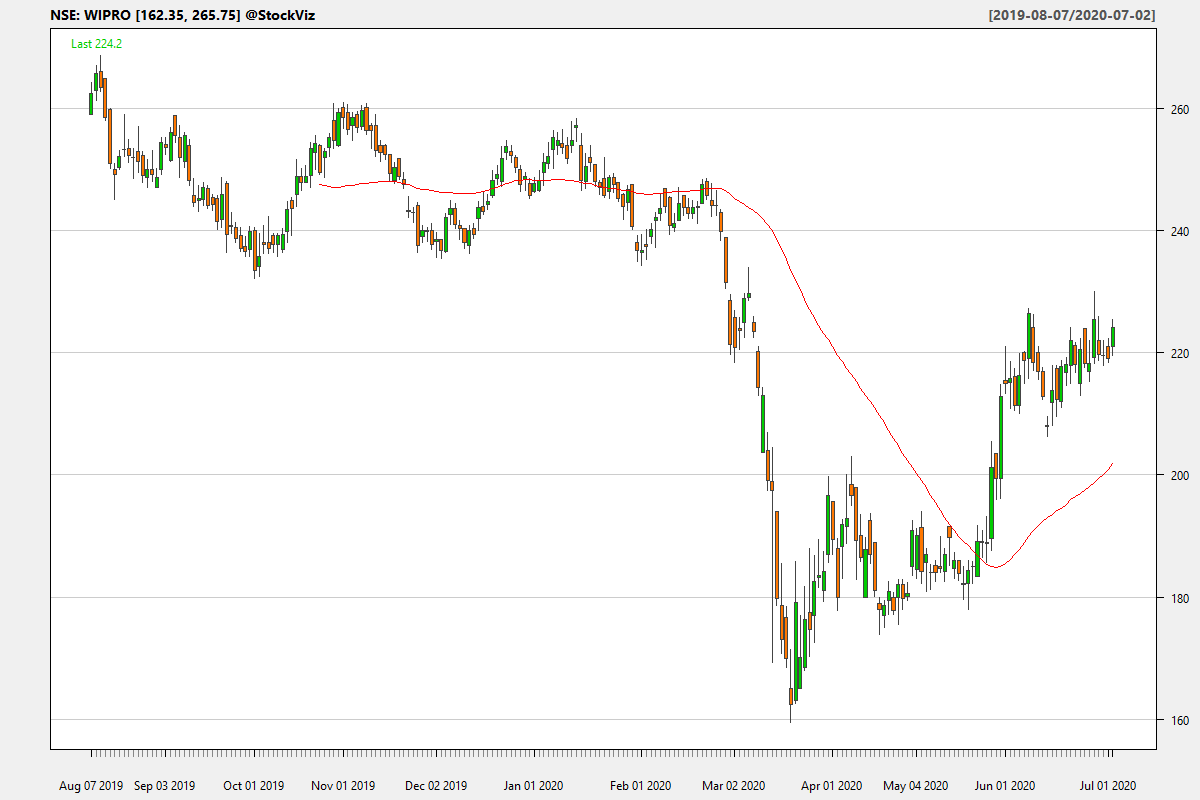 NSE: WIPRO [162.35, 265.75] @StockViz
[2019-08-07/2020-07-02]
Last 224.2
260
240
220
200
180
160
Aug 07 2019 Sep 03 2019 Oct 01 2019 Nov 01 2019 Dec 02 2019 Jan 01 2020 Feb 01 2020 Mar 02 2020 Apr 01 2020 May 04 2020 Jun 01 2020 Jul 01 2020